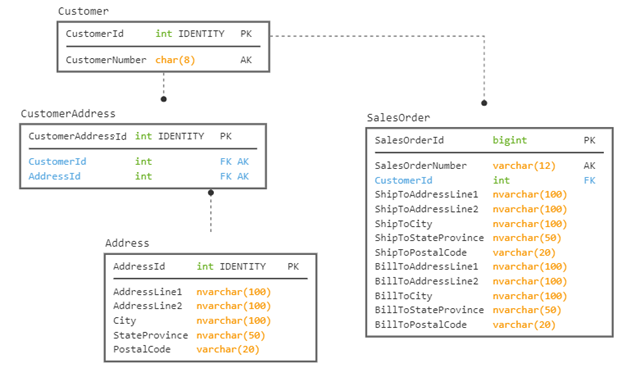 Customer
CustomerId int IDENTITY PK
CustomerNumber char(8) AK
CustomerAddress
CustomerAddressId int IDENTITY PK
CustomerId int FK AK
AddressId int FK AK
Address
AddressId int IDENTITY PK
AddressLine1 nvarchar(100)
AddressLine2 nvarchar(100)
City nvarchar(100)
StateProvince nvarchar(50)
PostalCode varchar(20)
SalesOrder
SalesOrderId bigint PK
SalesOrderNumber varchar(12) AK
CustomerId int FK
ShipToAddressLine1 nvarchar(100)
ShipToAddressLine2 nvarchar(100)
ShipToCity nvarchar(100)
ShipToStateProvince nvarchar(50)
ShipToPostalCode varchar(20)
BillToAddressLine1 nvarchar(100)
BillToAddressLine2 nvarchar(100)
BillToCity nvarchar(100)
BillToStateProvince nvarchar(50)
BillToPostalCode varchar(20)